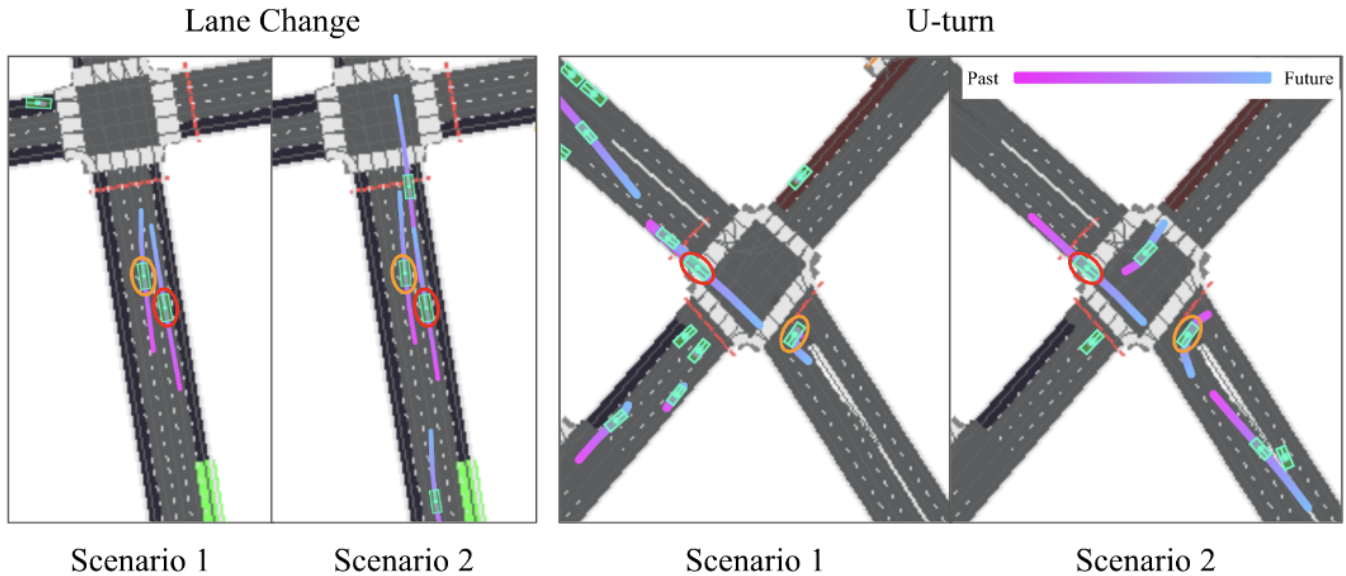 Lane Change
U-turn
Past
Future
Scenario 1
Scenario 2
Scenario 1
Scenario 2